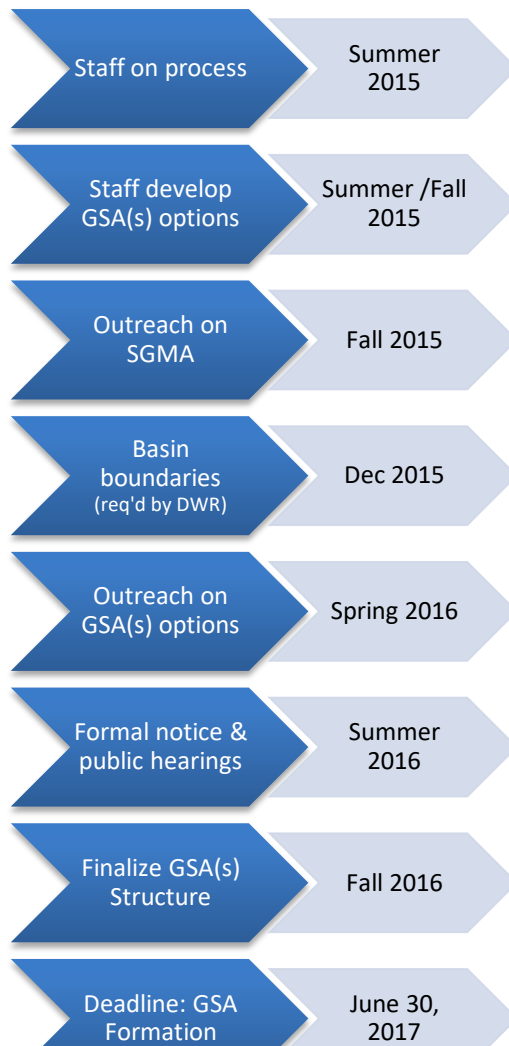 Staff on process
Summer
2015
Staff develop
GSA(s) options
Summer /Fall
2015
Outreach on
SGMA
Fall 2015
Basin
boundaries
(req'd by DWR)
Dec 2015
Outreach on
GSA(s) options
Spring 2016
Formal notice &
public hearings
Summer
2016
Finalize GSA(s)
Structure
Fall 2016
Deadline: GSA
Formation
June 30,
2017